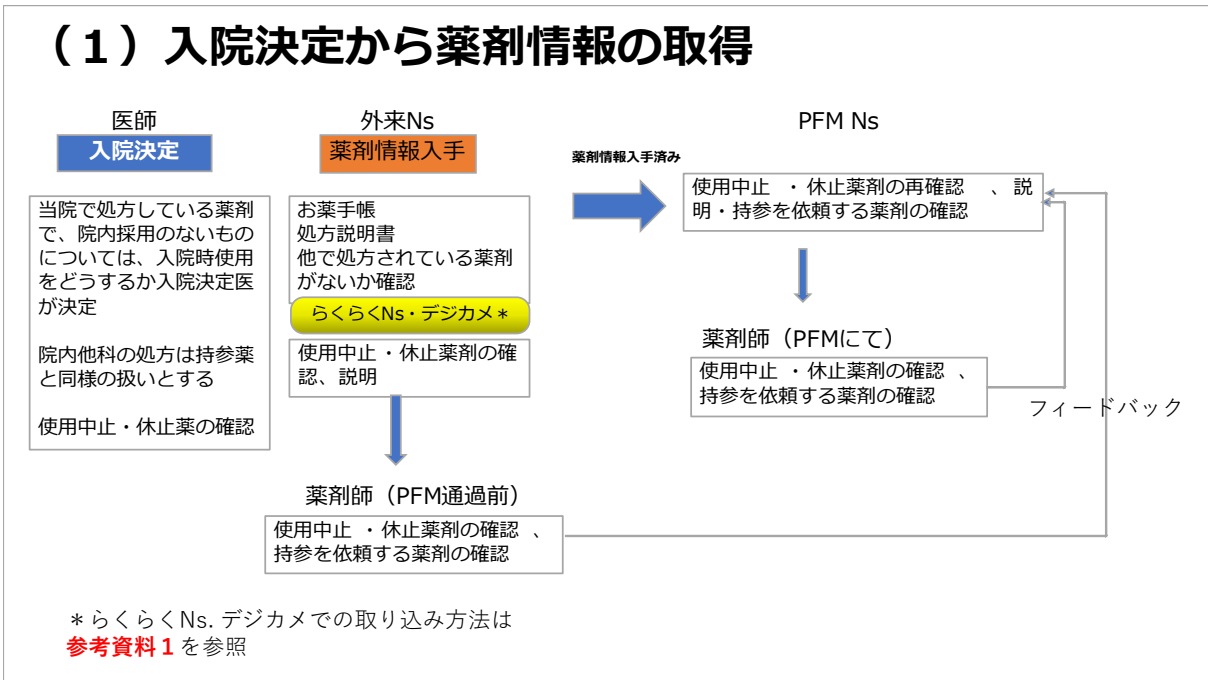 （１）入院決定から薬剤情報の取得
医師
入院決定
当院で処方している薬剤
で、院内採用のないもの
については、入院時使用
をどうするか入院決定医
が決定
院内他科の処方は持参薬
と同様の扱いとする
使用中止・休止薬の確認
外来Ns
薬剤情報入手
お薬手帳
処方説明書
他で処方されている薬剤
がないか確認
らくらくNs・デジカメ＊
使用中止・休止薬剤の確
認、説明
薬剤師（PFM通過前）
使用中止 ・休止薬剤の確認 、
持参を依頼する薬剤の確認
薬剤情報入手済み
PFM Ns
使用中止 ・休止薬剤の再確認 、説
明・持参を依頼する薬剤の確認
薬剤師（PFMにて）
使用中止 ・休止薬剤の確認 、
持参を依頼する薬剤の確認
フィードバック
＊らくらくNs. デジカメでの取り込み方法は
参考資料１を参照